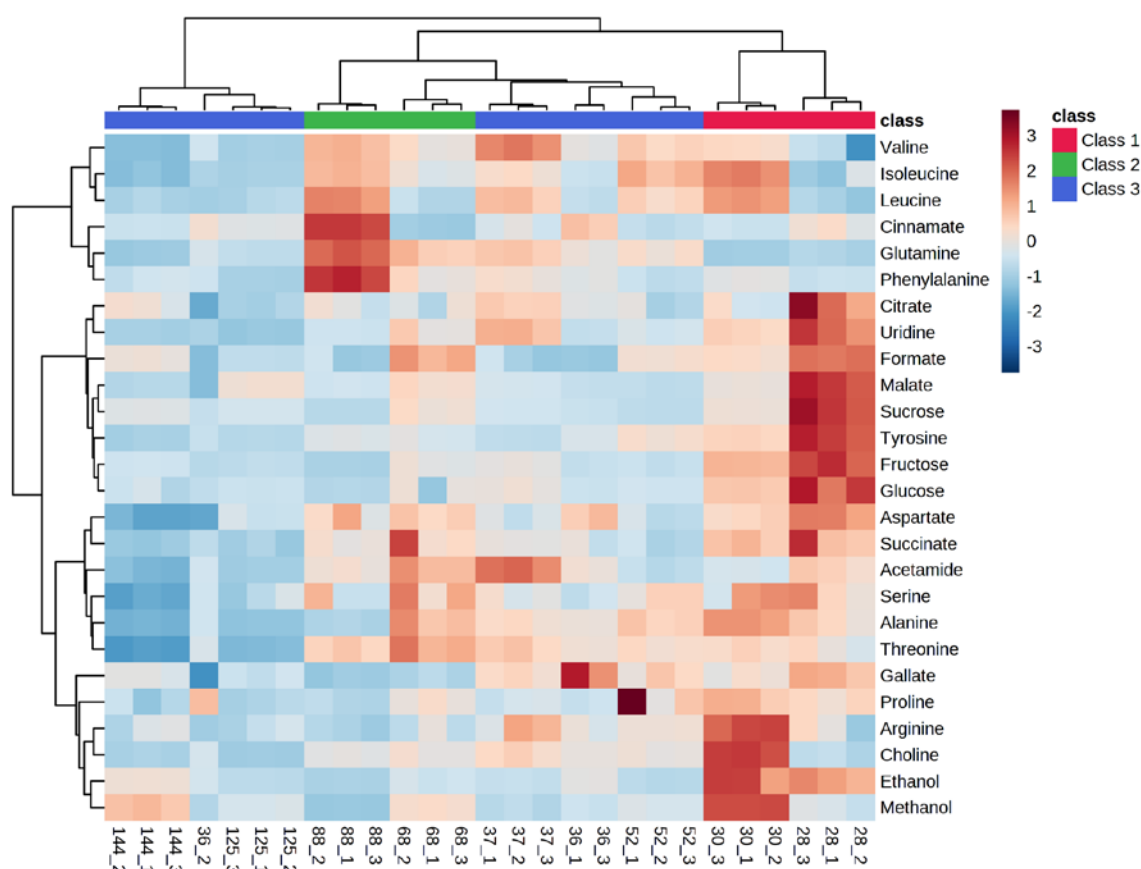 class
Valine
Isoleucine
Leucine
Cinnamate
Glutamine
Phenylalanine
Citrate
Uridine
Formate
Malate
Sucrose
Tyrosine
Fructose
Glucose
Aspartate
Succinate
Acetamide
Serine
Alanine
Threonine
Gallate
Proline
Arginine
Choline
Ethanol
Methanol
3
2
1
0
-1
-2
-3
class
Class 1
Class 2
Class 3
36_2
88_2
88_1
88_3
68_2
68_1
68_3
37_1
37_2
37_3
36_1
36_3
52_1
52_2
52_3
30_3
30_1
30_2
28_3
28_1
28_2